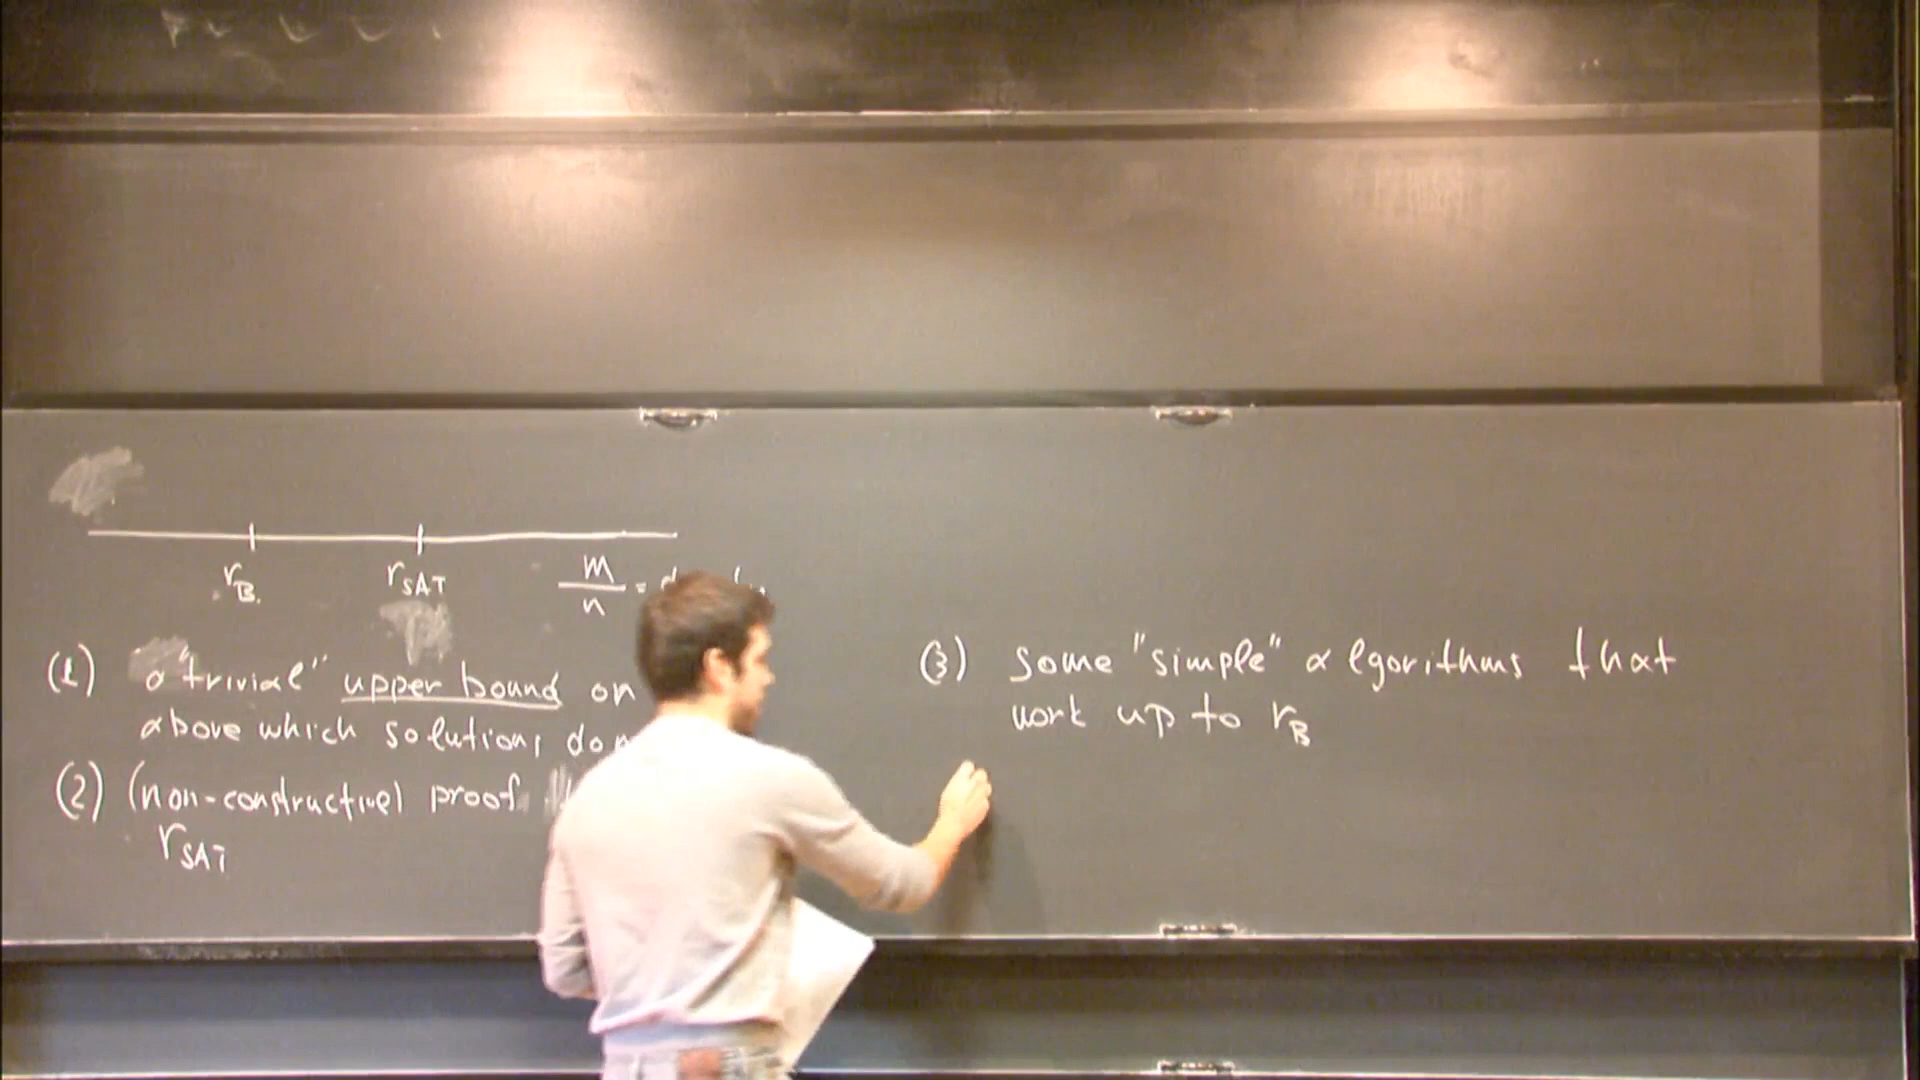 r_B r_SAT m/n =
(1) a "trivial" upper bound on
above which solutions
(2) (non-constructive) proof
r_SAT
(3) some "simple" algorithms that
work up to r_B